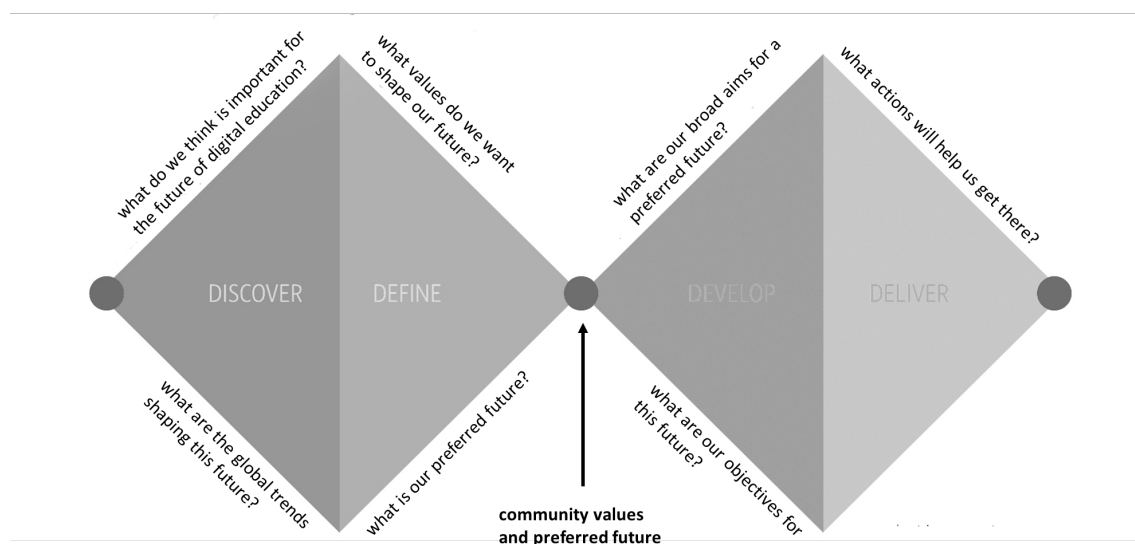 what do we think is important for
the future of digital education?
what values do we want
to shape our future?
what are our broad aims for a
preferred future?
what actions will help us get there?
DISCOVER
DEFINE
DEVELOP
DELIVER
what are the global trends
shaping this future?
what is our preferred future?
what are our objectives for
this future?
community values
and preferred future